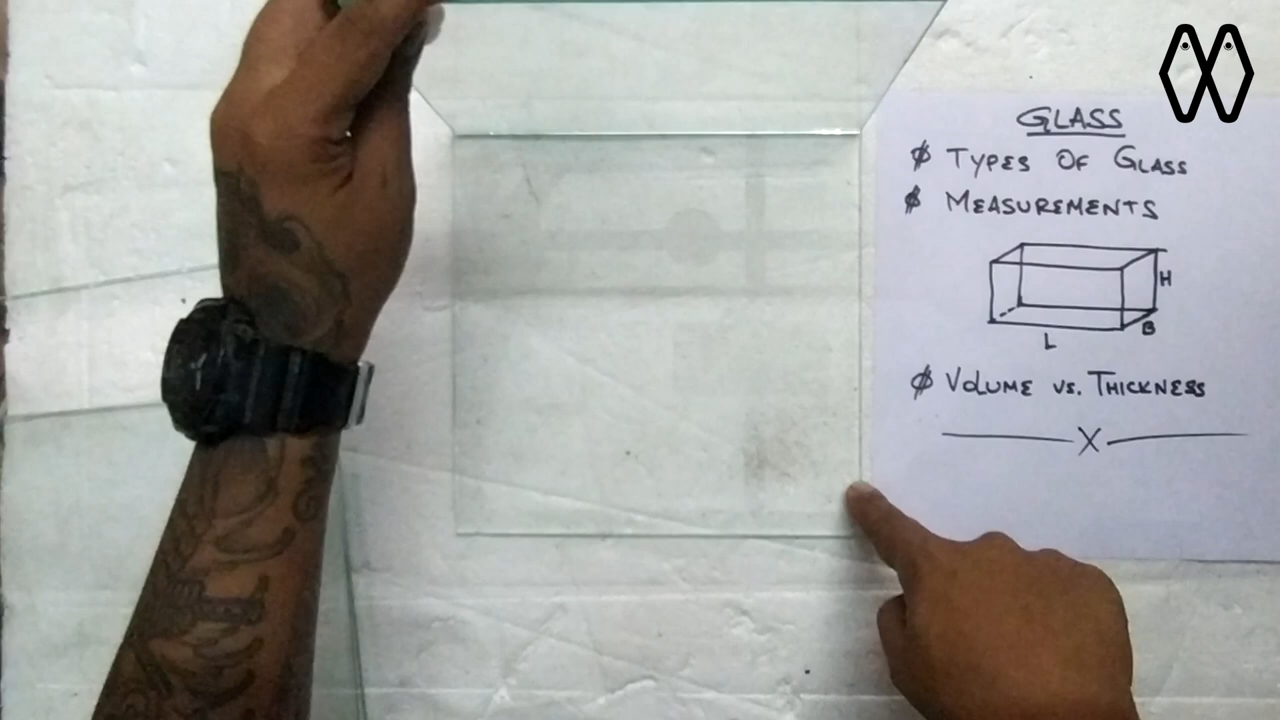 GLASS
TYPES OF GLASS
MEASUREMENTS
H
B
L
VOLUME VS. THICKNESS
X